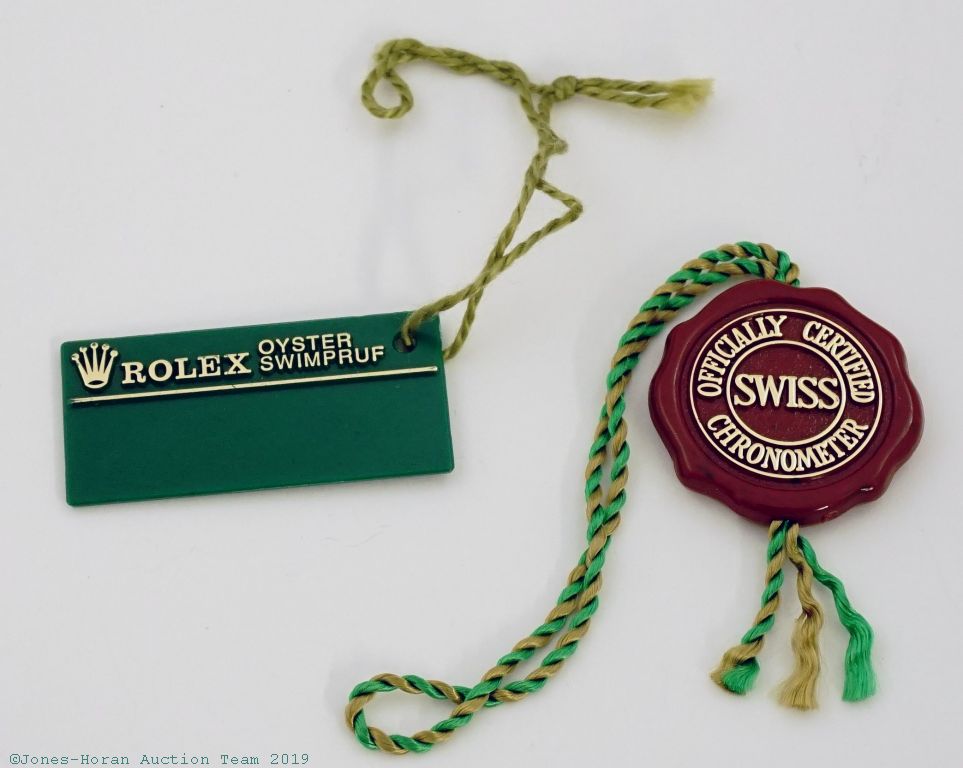 ROLEX OYSTER SWIMPRUF
OFFICIALLY CERTIFIED
SWISS
CHRONOMETER
©Jones-Horan Auction Team 2019